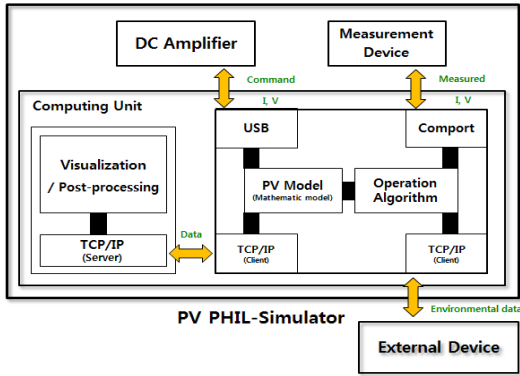 DC Amplifier
Measurement
Device
Command
I, V
Measured
I, V
Computing Unit
USB
Comport
Visualization
/ Post-processing
PV Model
(Mathematic model)
Operation
Algorithm
TCP/IP
(Server)
Data
TCP/IP
(Client)
TCP/IP
(Client)
Environmental data
PV PHIL-Simulator
External Device